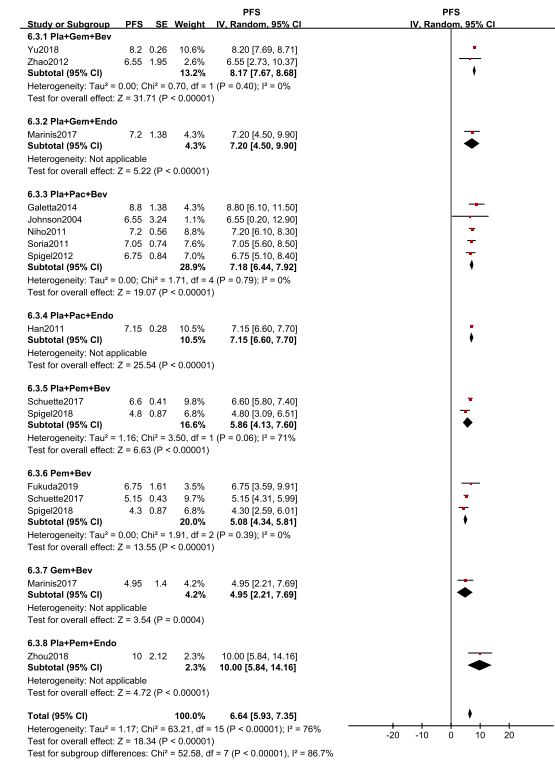 PFS PFS
Study or Subgroup PFS SE Weight IV, Random, 95% CI IV, Random, 95% CI
6.3.1 Pla+Gem+Bev
Yu2018 8.2 0.26 10.6% 8.20 [7.69, 8.71]
Zhao2012 6.55 1.95 2.6% 6.55 [2.73, 10.37]
Subtotal (95% CI) 13.2% 8.17 [7.67, 8.68]
Heterogeneity: Tau² = 0.00; Chi² = 0.70, df = 1 (P = 0.40); I² = 0%
Test for overall effect: Z = 31.71 (P < 0.00001)
6.3.2 Pla+Gem+Endo
Marinis2017 7.2 1.38 4.3% 7.20 [4.50, 9.90]
Subtotal (95% CI) 4.3% 7.20 [4.50, 9.90]
Heterogeneity: Not applicable
Test for overall effect: Z = 5.22 (P < 0.00001)
6.3.3 Pla+Pac+Bev
Galetta2014 8.8 1.38 4.3% 8.80 [6.10, 11.50]
Johnson2004 6.55 3.24 1.1% 6.55 [0.20, 12.90]
Niho2011 7.2 0.56 8.8% 7.20 [6.10, 8.30]
Soria2011 7.05 0.74 7.6% 7.05 [5.60, 8.50]
Spigel2012 6.75 0.84 7.0% 6.75 [5.10, 8.40]
Subtotal (95% CI) 28.9% 7.18 [6.44, 7.92]
Heterogeneity: Tau² = 0.00; Chi² = 1.71, df = 4 (P = 0.79); I² = 0%
Test for overall effect: Z = 19.07 (P < 0.00001)
6.3.4 Pla+Pac+Endo
Han2011 7.15 0.28 10.5% 7.15 [6.60, 7.70]
Subtotal (95% CI) 10.5% 7.15 [6.60, 7.70]
Heterogeneity: Not applicable
Test for overall effect: Z = 25.54 (P < 0.00001)
6.3.5 Pla+Pem+Bev
Schuette2017 6.6 0.41 9.8% 6.60 [5.80, 7.40]
Spigel2018 4.8 0.87 6.8% 4.80 [3.09, 6.51]
Subtotal (95% CI) 16.6% 5.86 [4.13, 7.60]
Heterogeneity: Tau² = 1.16; Chi² = 3.50, df = 1 (P = 0.06); I² = 71%
Test for overall effect: Z = 6.63 (P < 0.00001)
6.3.6 Pem+Bev
Fukuda2019 6.75 1.61 3.5% 6.75 [3.59, 9.91]
Schuette2017 5.15 0.43 9.7% 5.15 [4.31, 5.99]
Spigel2018 4.3 0.87 6.8% 4.30 [2.59, 6.01]
Subtotal (95% CI) 20.0% 5.08 [4.34, 5.81]
Heterogeneity: Tau² = 0.00; Chi² = 1.91, df = 2 (P = 0.39); I² = 0%
Test for overall effect: Z = 13.55 (P < 0.00001)
6.3.7 Gem+Bev
Marinis2017 4.95 1.4 4.2% 4.95 [2.21, 7.69]
Subtotal (95% CI) 4.2% 4.95 [2.21, 7.69]
Heterogeneity: Not applicable
Test for overall effect: Z = 3.54 (P = 0.0004)
6.3.8 Pla+Pem+Endo
Zhou2018 10 2.12 2.3% 10.00 [5.84, 14.16]
Subtotal (95% CI) 2.3% 10.00 [5.84, 14.16]
Heterogeneity: Not applicable
Test for overall effect: Z = 4.72 (P < 0.00001)
Total (95% CI) 100.0% 6.64 [5.93, 7.35]
Heterogeneity: Tau² = 1.17; Chi² = 63.21, df = 15 (P < 0.00001); I² = 76%
Test for overall effect: Z = 18.34 (P < 0.00001)
Test for subgroup differences: Chi² = 52.58, df = 7 (P < 0.00001), I² = 86.7%
-20 -10 0 10 20